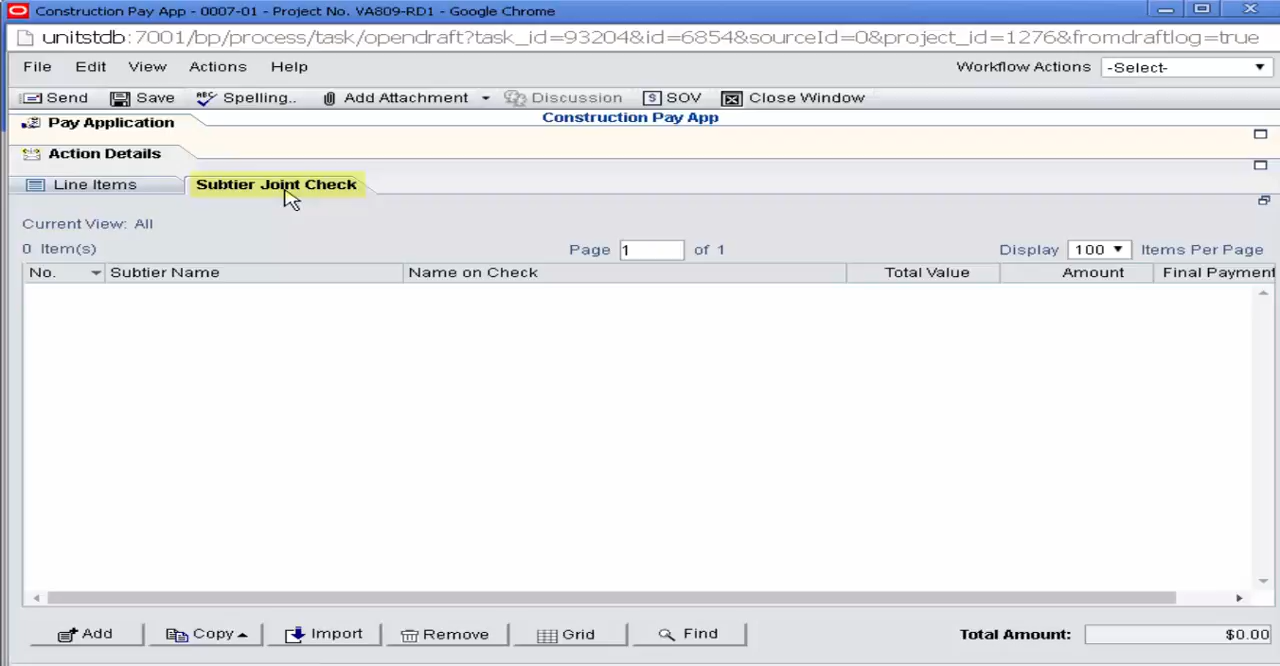 Construction Pay App - 0007-01 - Project No. VA809-RD1 - Google Chrome
unitstdb:7001/bp/process/task/opendraft?task_id=93204&id=6854&sourceId=0&project_id=1276&fromdraftlog=true
File Edit View Actions Help Workflow Actions -Select-
Send Save ABC Spelling.. Add Attachment Discussion $ SOV Close Window
Pay Application Construction Pay App
Action Details
Line Items Subtier Joint Check
Current View: All
0 Item(s) Page 1 of 1 Display 100 Items Per Page
No. Subtier Name Name on Check Total Value Amount Final Payment
Add Copy Import Remove Grid Find Total Amount: $0.00